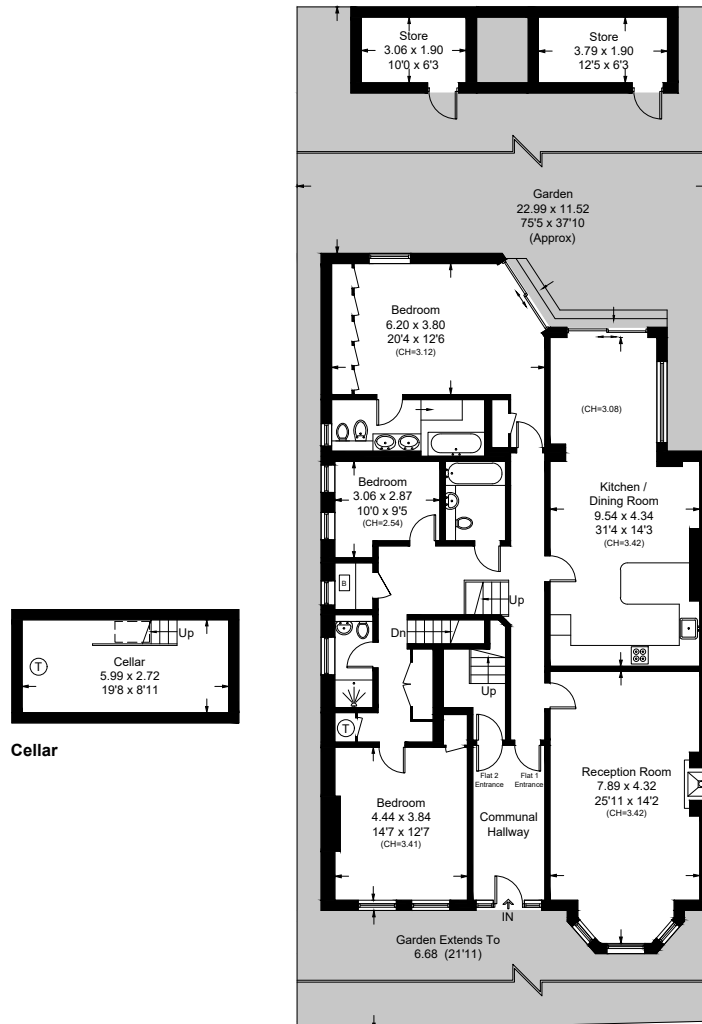 Store
3.06 x 1.90
10'0 x 6'3
Store
3.79 x 1.90
12'5 x 6'3
Garden
22.99 x 11.52
75'5 x 37'10
(Approx)
Bedroom
6.20 x 3.80
20'4 x 12'6
(CH=3.12)
(CH=3.08)
Bedroom
3.06 x 2.87
10'0 x 9'5
(CH=2.54)
Kitchen /
Dining Room
9.54 x 4.34
31'4 x 14'3
(CH=3.42)
B
Up
Dn
Up
Up
T
Cellar
5.99 x 2.72
19'8 x 8'11
Cellar
T
Flat 2
Entrance
Flat 1
Entrance
Reception Room
7.89 x 4.32
25'11 x 14'2
(CH=3.42)
Bedroom
4.44 x 3.84
14'7 x 12'7
(CH=3.41)
Communal
Hallway
IN
Garden Extends To
6.68 (21'11)